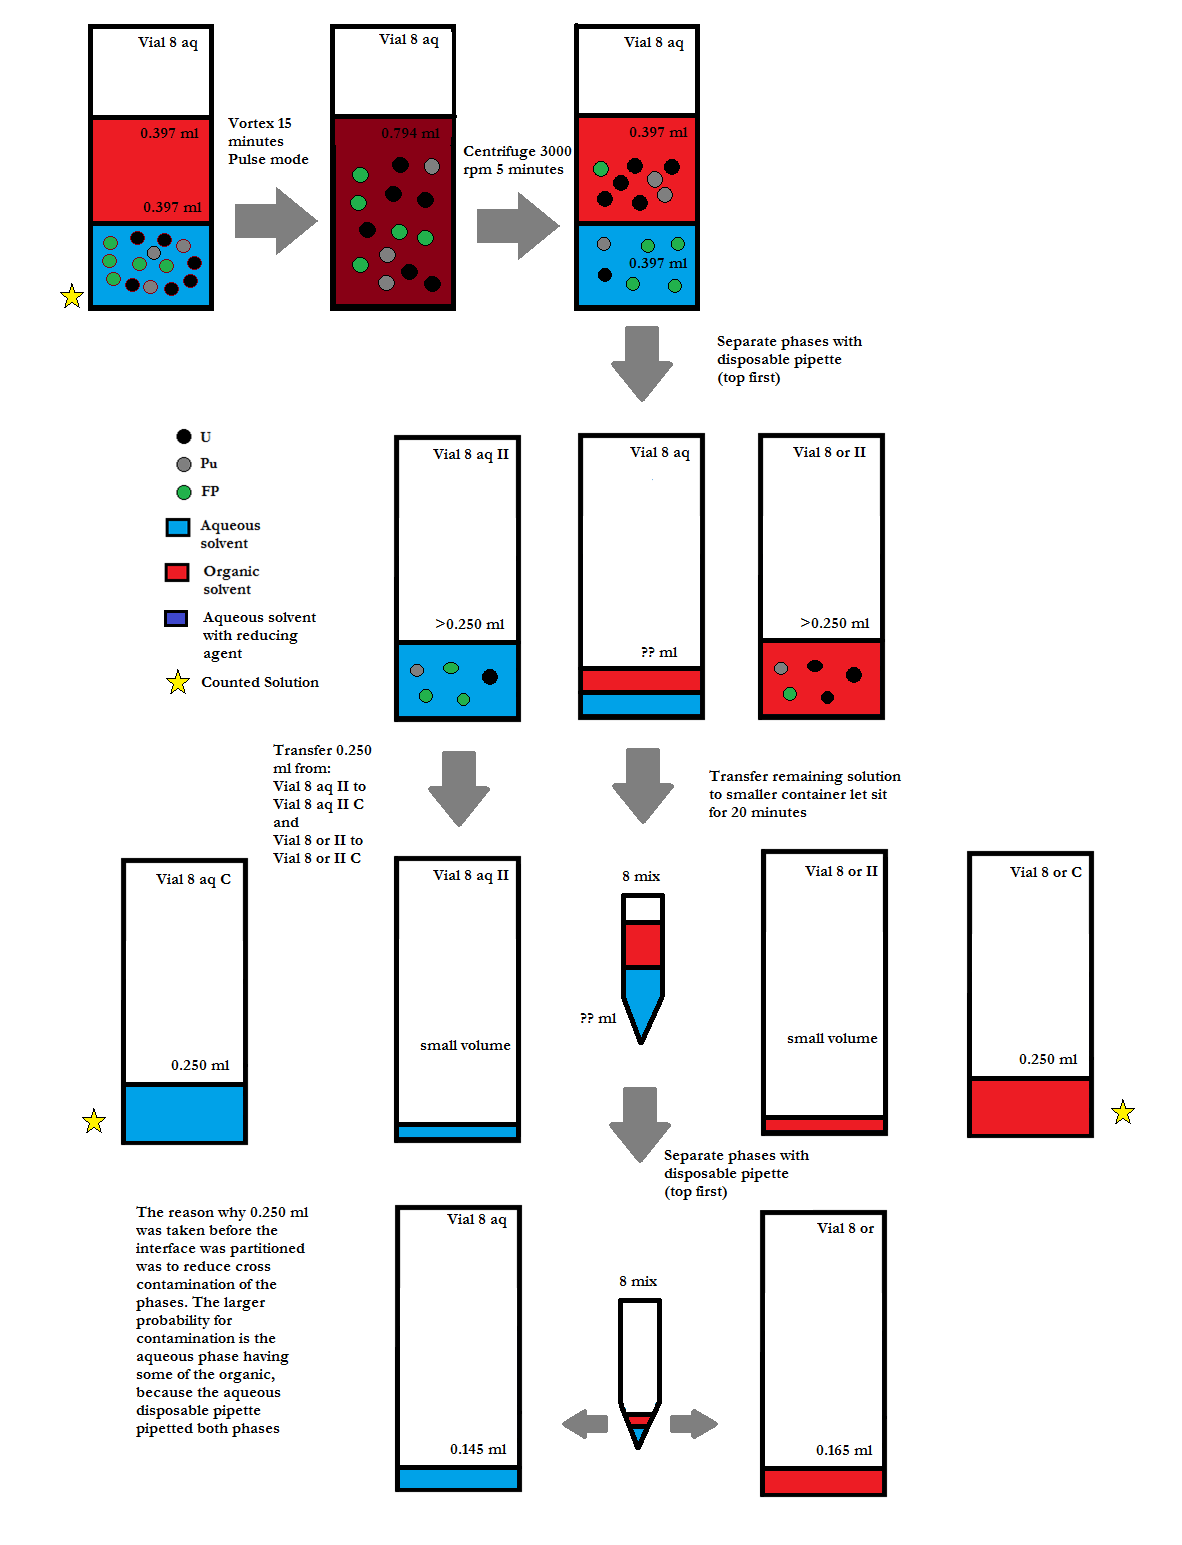 Vial 8 aq
0.397 ml
0.397 ml
Vortex 15
minutes
Pulse mode
Vial 8 aq
0.794 ml
Centrifuge 3000
rpm 5 minutes
Vial 8 aq
0.397 ml
0.397 ml
Separate phases with
disposable pipette
(top first)
U
Pu
FP
Aqueous
solvent
Organic
solvent
Aqueous solvent
with reducing
agent
Counted Solution
Vial 8 aq II
>0.250 ml
Vial 8 aq
?? ml
Vial 8 or II
>0.250 ml
Transfer 0.250
ml from:
Vial 8 aq II to
Vial 8 aq II C
and
Vial 8 or II to
Vial 8 or II C
Transfer remaining solution
to smaller container let sit
for 20 minutes
Vial 8 aq C
0.250 ml
Vial 8 aq II
small volume
8 mix
?? ml
Vial 8 or II
small volume
Vial 8 or C
0.250 ml
Separate phases with
disposable pipette
(top first)
The reason why 0.250 ml
was taken before the
interface was partitioned
was to reduce cross
contamination of the
phases. The larger
probability for
contamination is the
aqueous phase having
some of the organic,
because the aqueous
disposable pipette
pipetted both phases
Vial 8 aq
0.145 ml
8 mix
Vial 8 or
0.165 ml